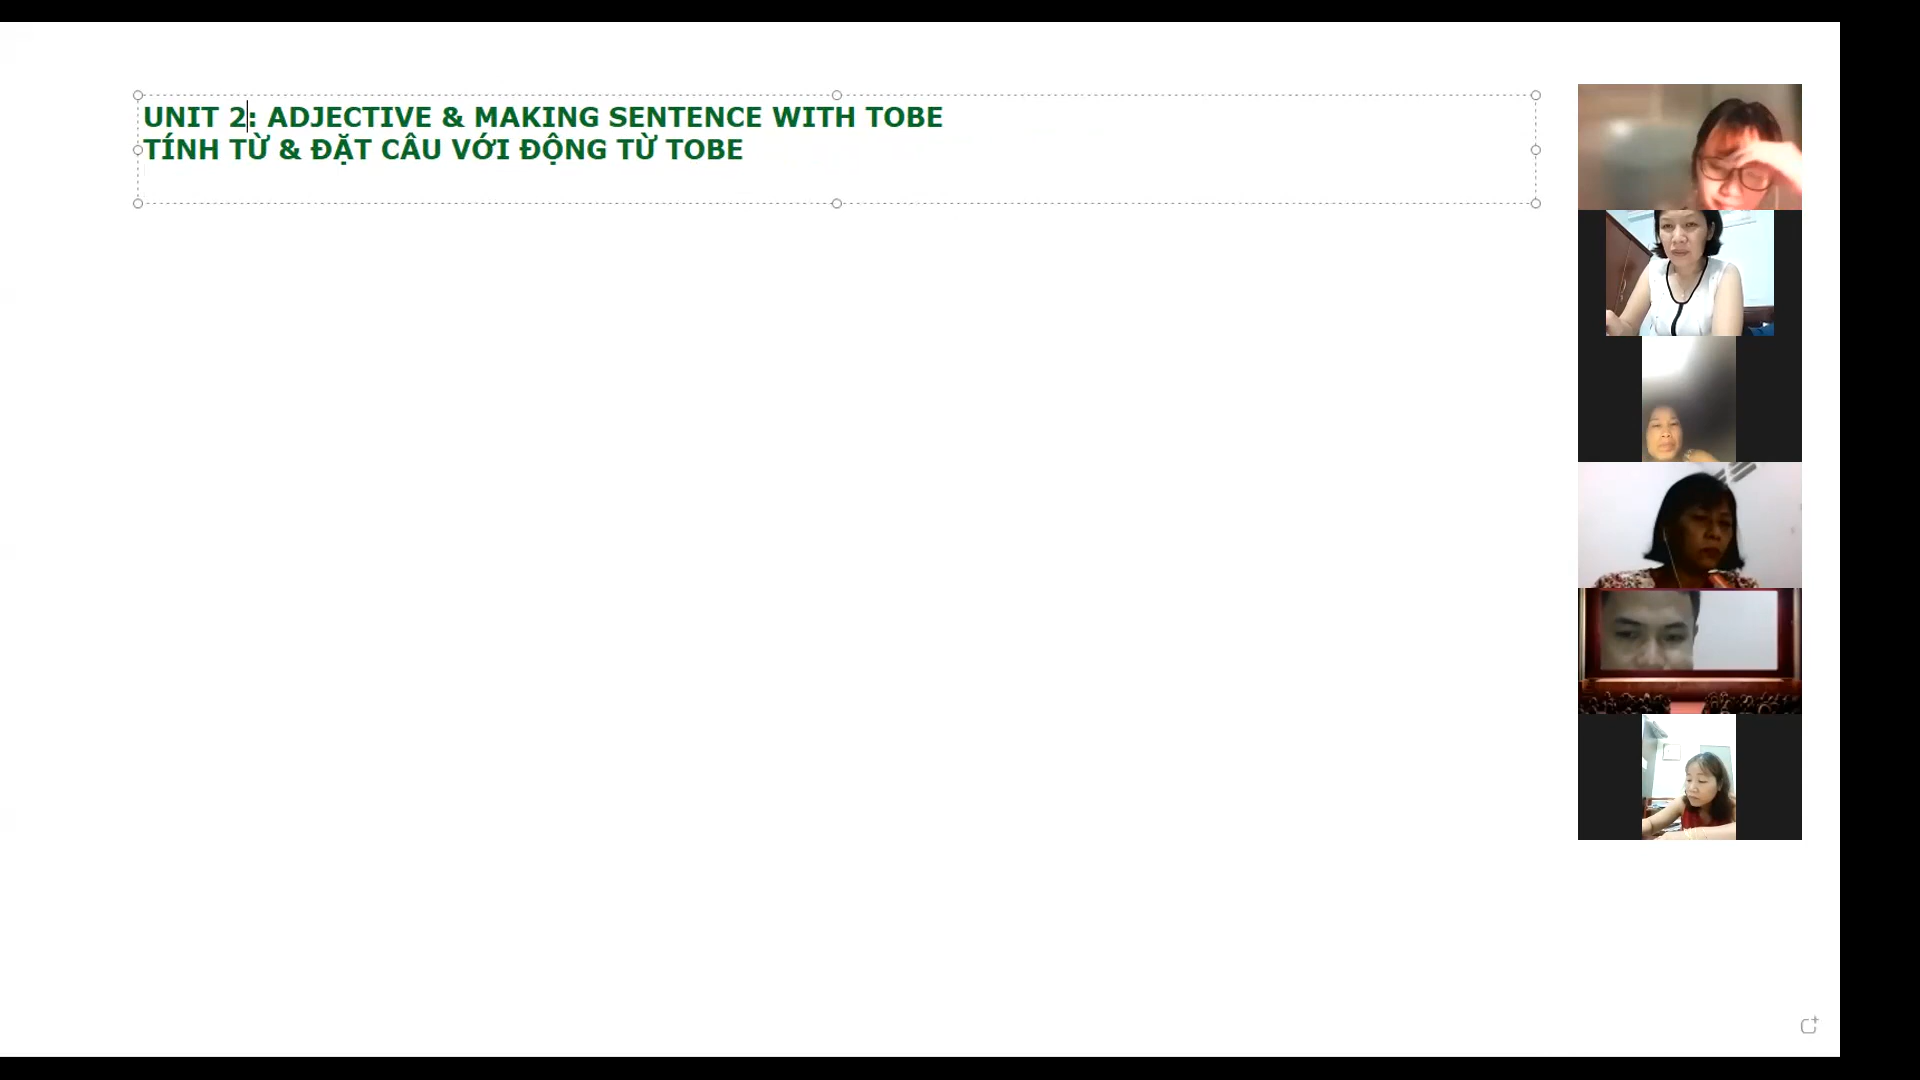 UNIT 2: ADJECTIVE & MAKING SENTENCE WITH TOBE
TÍNH TỪ & ĐẶT CÂU VỚI ĐỘNG TỪ TOBE